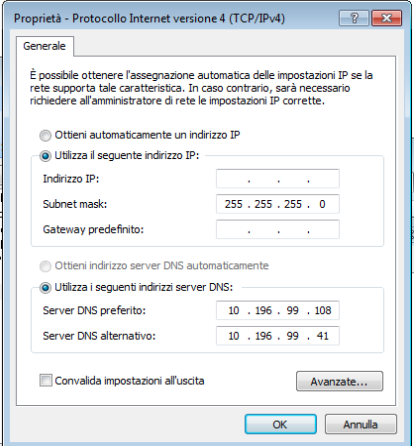 Proprietà - Protocollo Internet versione 4 (TCP/IPv4)
Generale
È possibile ottenere l'assegnazione automatica delle impostazioni IP se la
rete supporta tale caratteristica. In caso contrario, sarà necessario
richiedere all'amministratore di rete le impostazioni IP corrette.
Ottieni automaticamente un indirizzo IP
Utilizza il seguente indirizzo IP:
Indirizzo IP: . . .
Subnet mask: 255 . 255 . 255 . 0
Gateway predefinito: . . .
Ottieni indirizzo server DNS automaticamente
Utilizza i seguenti indirizzi server DNS:
Server DNS preferito: 10 . 196 . 99 . 108
Server DNS alternativo: 10 . 196 . 99 . 41
Convalida impostazioni all'uscita
Avanzate...
OK Annulla